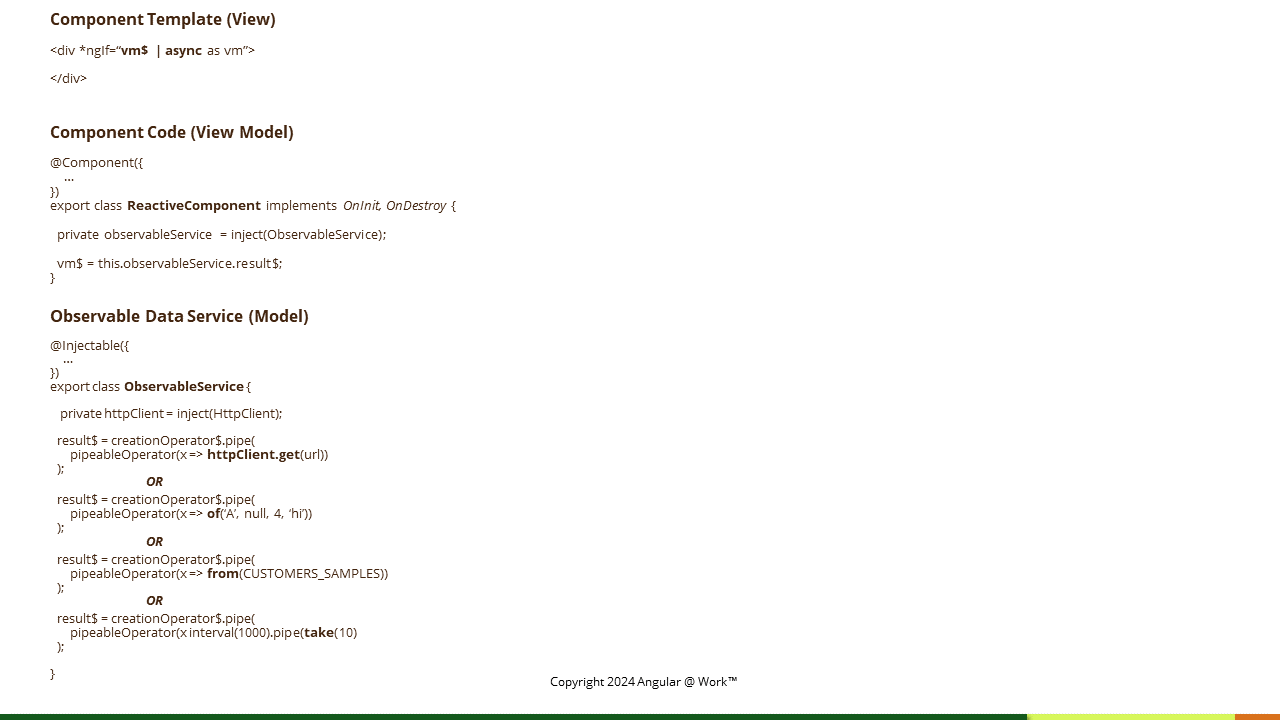 Component Template (View)
<div *ngIf=“vm$ | async as vm”>
</div>
Component Code (View Model)
@Component({
...
})
export class ReactiveComponent implements OnInit, OnDestroy {
private observableService = inject(ObservableService);
vm$ = this.observableService.result$;
}
Observable Data Service (Model)
@Injectable({
...
})
export class ObservableService {
private httpClient = inject(HttpClient);
result$ = creationOperator$.pipe(
pipeableOperator(x => httpClient.get(url))
);
OR
result$ = creationOperator$.pipe(
pipeableOperator(x => of(‘A’, null, 4, ‘hi’))
);
OR
result$ = creationOperator$.pipe(
pipeableOperator(x => from(CUSTOMERS_SAMPLES))
);
OR
result$ = creationOperator$.pipe(
pipeableOperator(x interval(1000).pipe(take(10)
);
}
Copyright 2024 Angular @ Work™